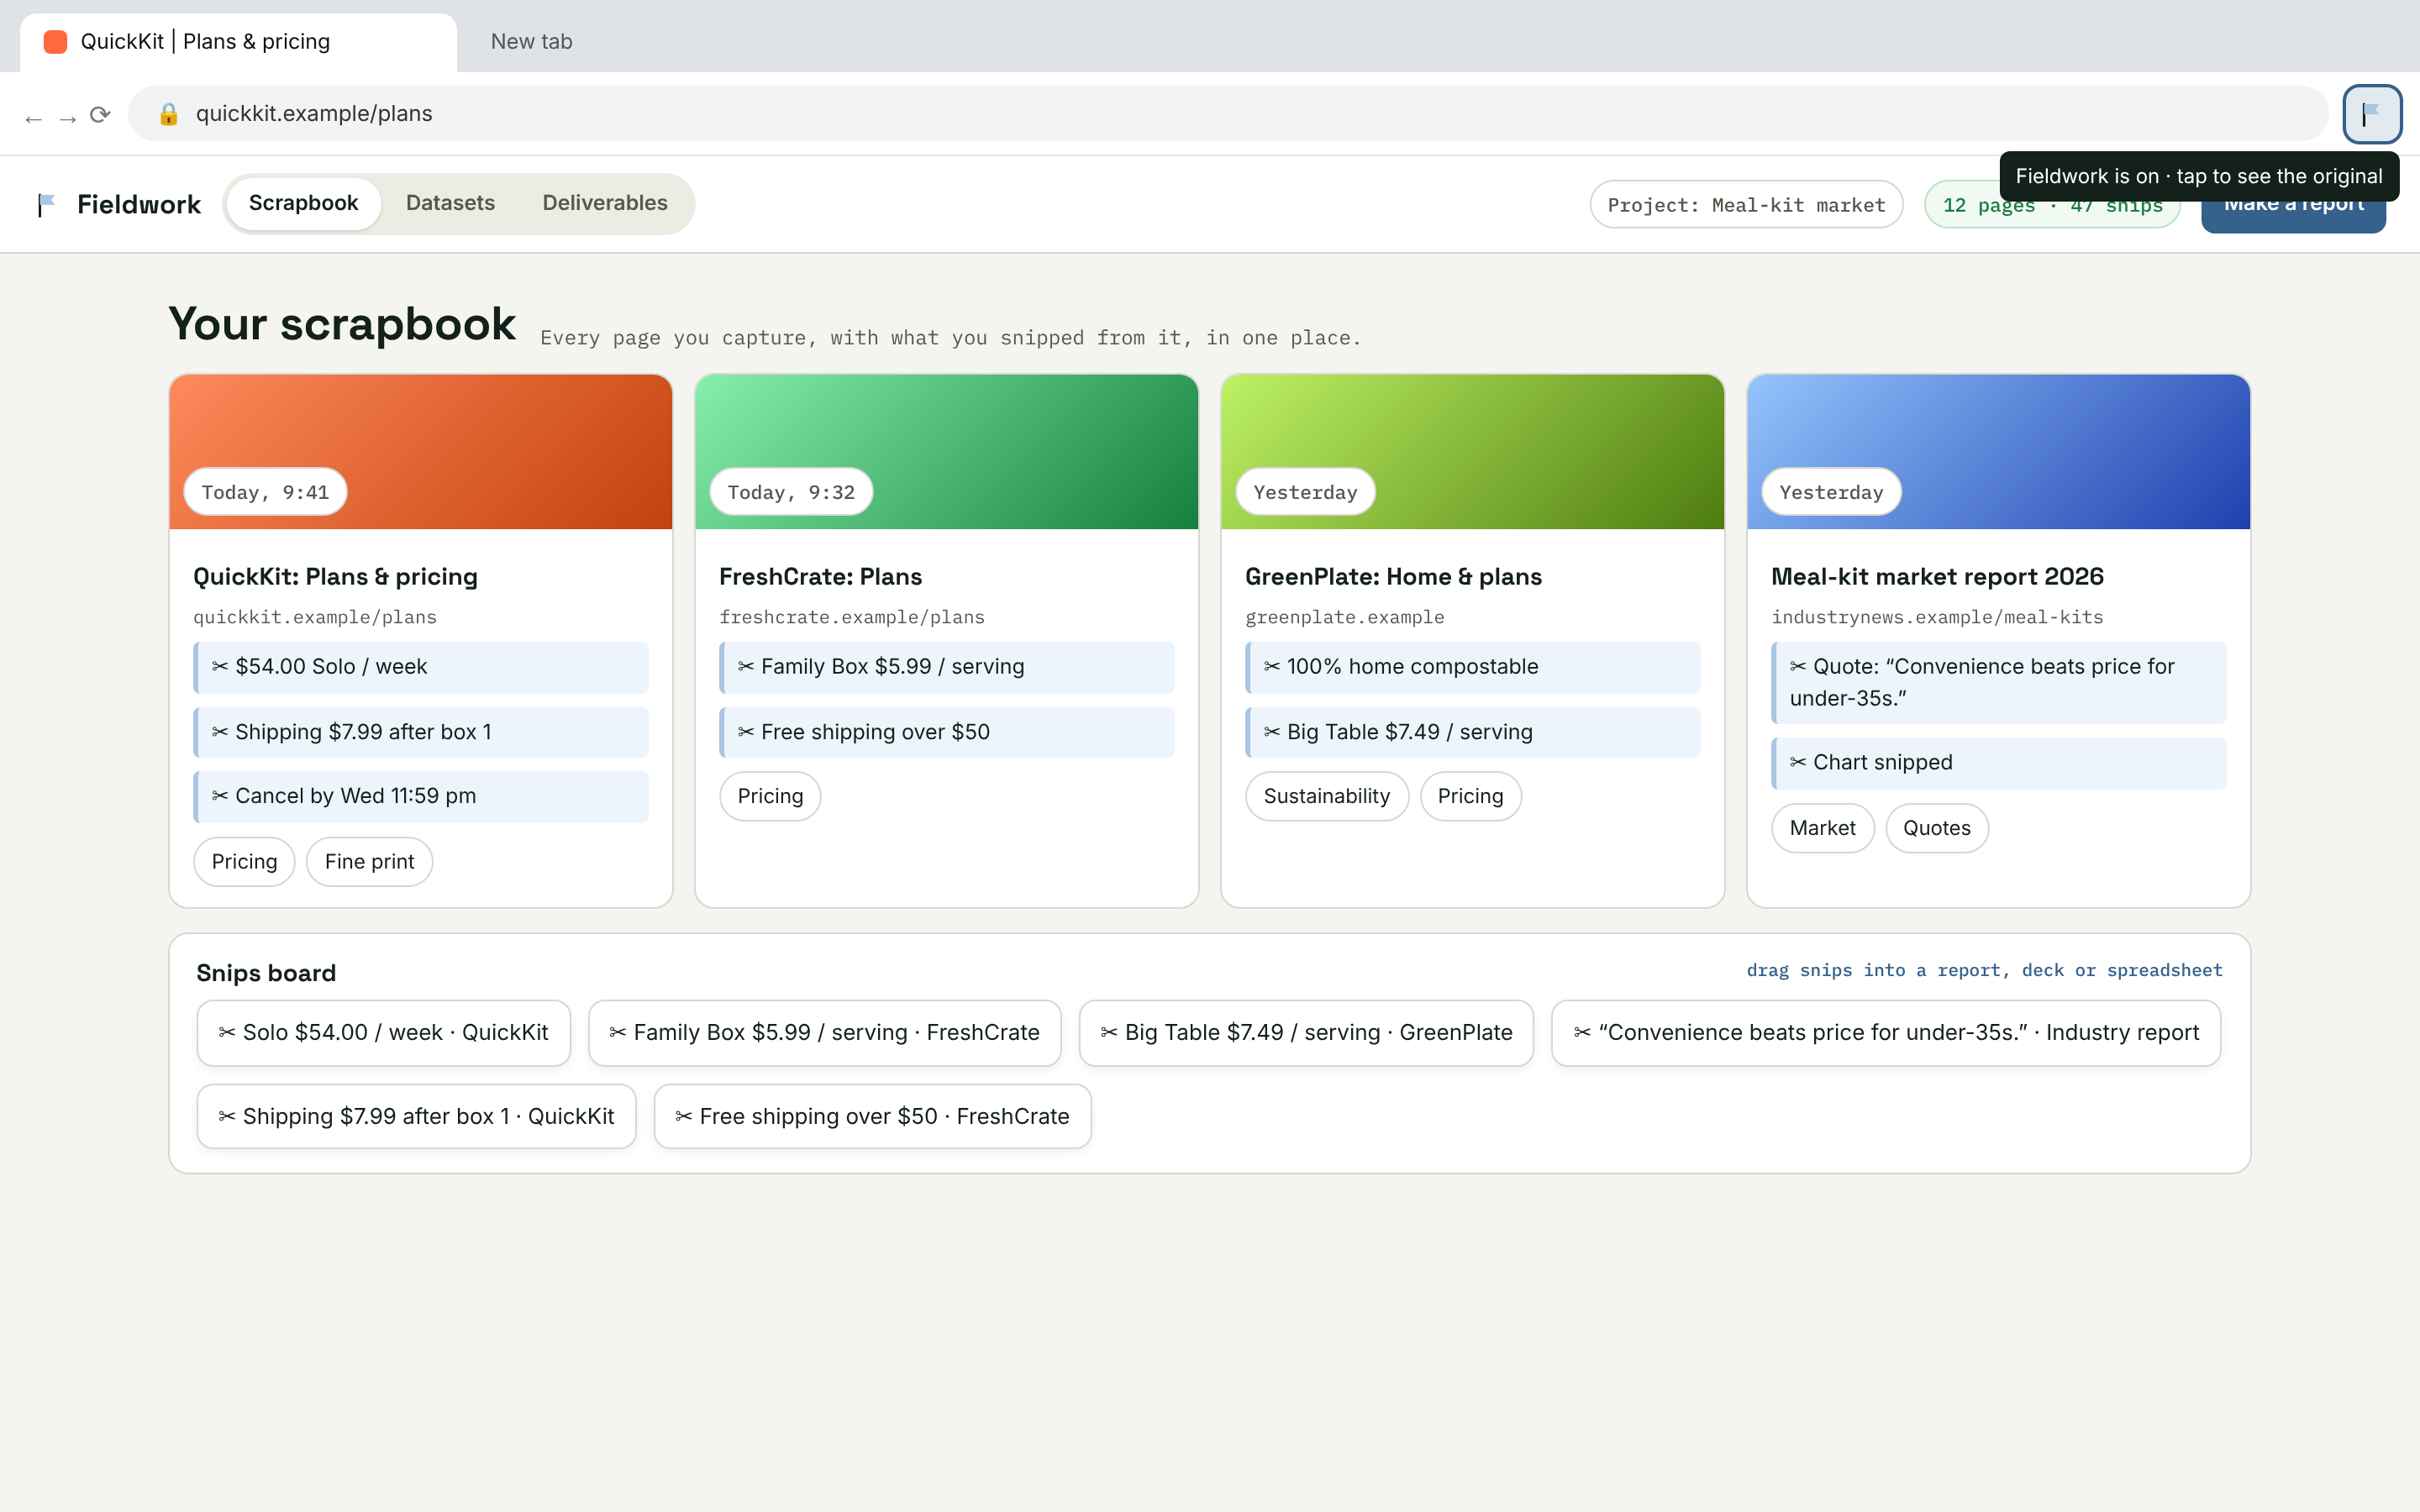 QuickKit | Plans & pricing
New tab
quickkit.example/plans
Fieldwork is on · tap to see the original
Fieldwork
Scrapbook
Datasets
Deliverables
Project: Meal-kit market
12 pages · 47 snips
Make a report
Your scrapbook
Every page you capture, with what you snipped from it, in one place.
Today, 9:41
QuickKit: Plans & pricing
quickkit.example/plans
✂ $54.00 Solo / week
✂ Shipping $7.99 after box 1
✂ Cancel by Wed 11:59 pm
Pricing
Fine print
Today, 9:32
FreshCrate: Plans
freshcrate.example/plans
✂ Family Box $5.99 / serving
✂ Free shipping over $50
Pricing
Yesterday
GreenPlate: Home & plans
greenplate.example
✂ 100% home compostable
✂ Big Table $7.49 / serving
Sustainability
Pricing
Yesterday
Meal-kit market report 2026
industrynews.example/meal-kits
✂ Quote: “Convenience beats price for
under-35s.”
✂ Chart snipped
Market
Quotes
Snips board
drag snips into a report, deck or spreadsheet
✂ Solo $54.00 / week · QuickKit
✂ Family Box $5.99 / serving · FreshCrate
✂ Big Table $7.49 / serving · GreenPlate
✂ “Convenience beats price for under-35s.” · Industry report
✂ Shipping $7.99 after box 1 · QuickKit
✂ Free shipping over $50 · FreshCrate